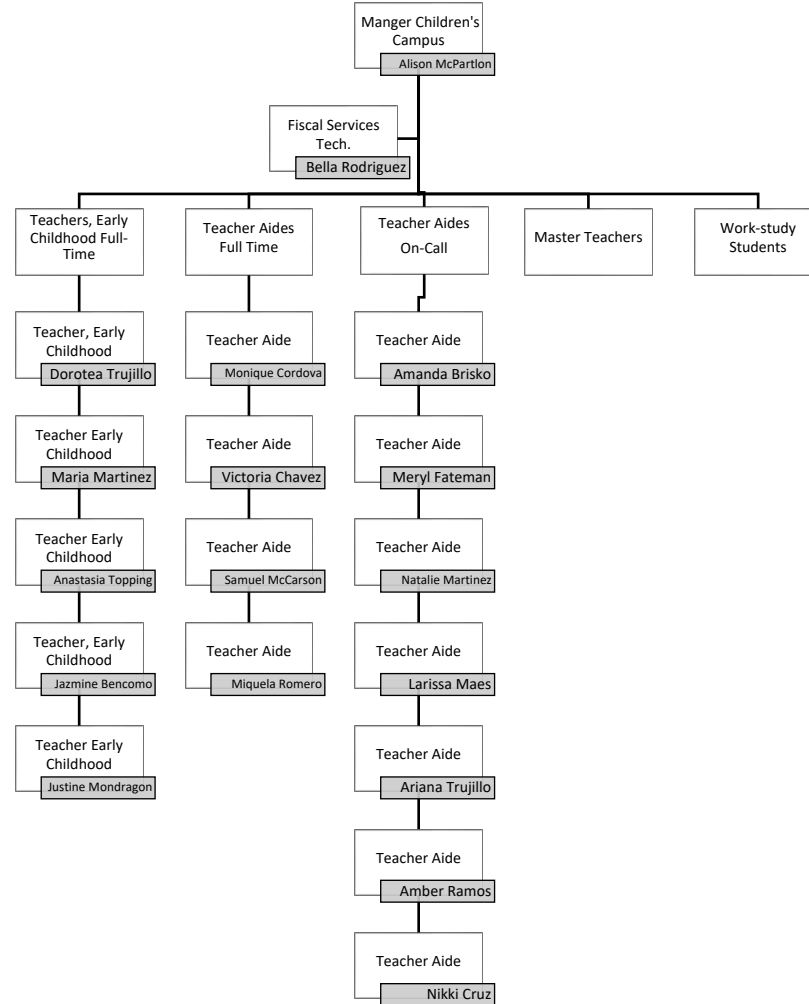 Manger Children's
Campus
Alison McPartlon
Fiscal Services
Tech.
Bella Rodriguez
Teachers, Early
Childhood Full-
Time
Teacher Aides
Full Time
Teacher Aides
On-Call
Master Teachers
Work-study
Students
Teacher, Early
Childhood
Dorotea Trujillo
Teacher Early
Childhood
Maria Martinez
Teacher Early
Childhood
Anastasia Topping
Teacher, Early
Childhood
Jazmine Bencomo
Teacher Early
Childhood
Justine Mondragon
Teacher Aide
Monique Cordova
Teacher Aide
Victoria Chavez
Teacher Aide
Samuel McCarson
Teacher Aide
Miquela Romero
Teacher Aide
Amanda Brisko
Teacher Aide
Meryl Fateman
Teacher Aide
Natalie Martinez
Teacher Aide
Larissa Maes
Teacher Aide
Ariana Trujillo
Teacher Aide
Amber Ramos
Teacher Aide
Nikki Cruz